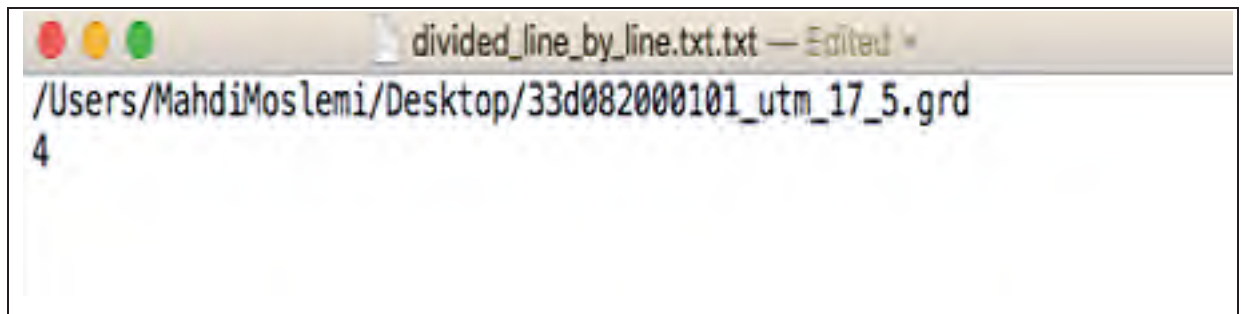 divided_line_by_line.txt.txt — Edited
/Users/MahdiMoslemi/Desktop/33d082000101_utm_17_5.grd
4